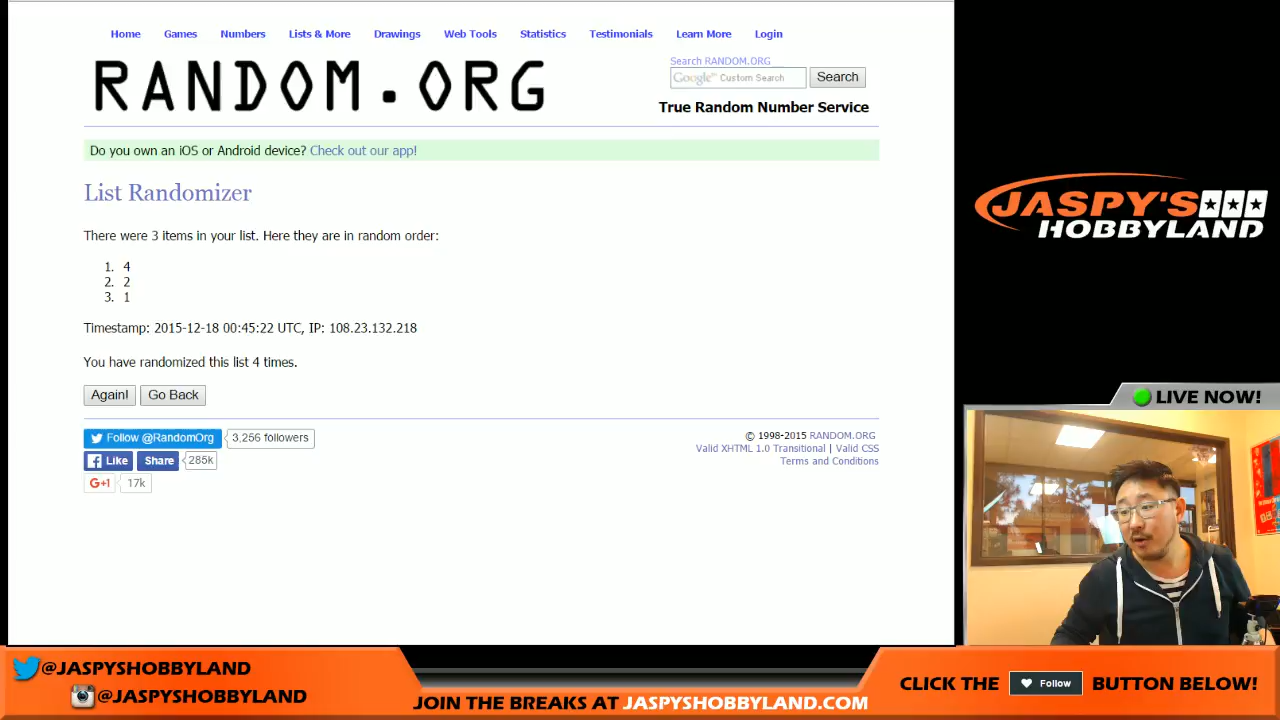 Home Games Numbers Lists & More Drawings Web Tools Statistics Testimonials Learn More Login
RANDOM.ORG
Search RANDOM.ORG
Google™ Custom Search Search
True Random Number Service
Do you own an iOS or Android device? Check out our app!
List Randomizer
There were 3 items in your list. Here they are in random order:
1. 4
2. 2
3. 1
Timestamp: 2015-12-18 00:45:22 UTC, IP: 108.23.132.218
You have randomized this list 4 times.
Again! Go Back
Follow @RandomOrg 3,256 followers
Like Share 285k
G+1 17k
© 1998-2015 RANDOM.ORG
Valid XHTML 1.0 Transitional | Valid CSS
Terms and Conditions
JASPY'S
HOBBYLAND
LIVE NOW!
@JASPYSHOBBYLAND
@JASPYSHOBBYLAND
JOIN THE BREAKS AT JASPYSHOBBYLAND.COM
CLICK THE Follow BUTTON BELOW!